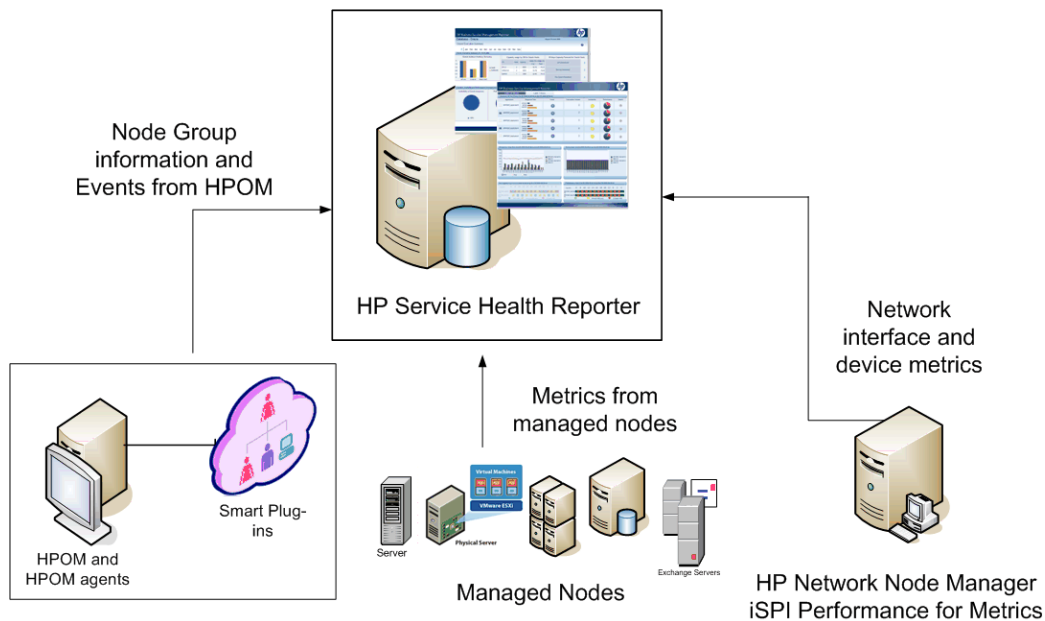 Node Group
information and
Events from HPOM
HP Service Health Reporter
Network
interface and
device metrics
Metrics from
managed nodes
Smart Plug-
ins
HPOM and
HPOM agents
Server
Virtual Machines
VMware ESXi
Physical Server
Exchange Servers
Managed Nodes
HP Network Node Manager
iSPI Performance for Metrics